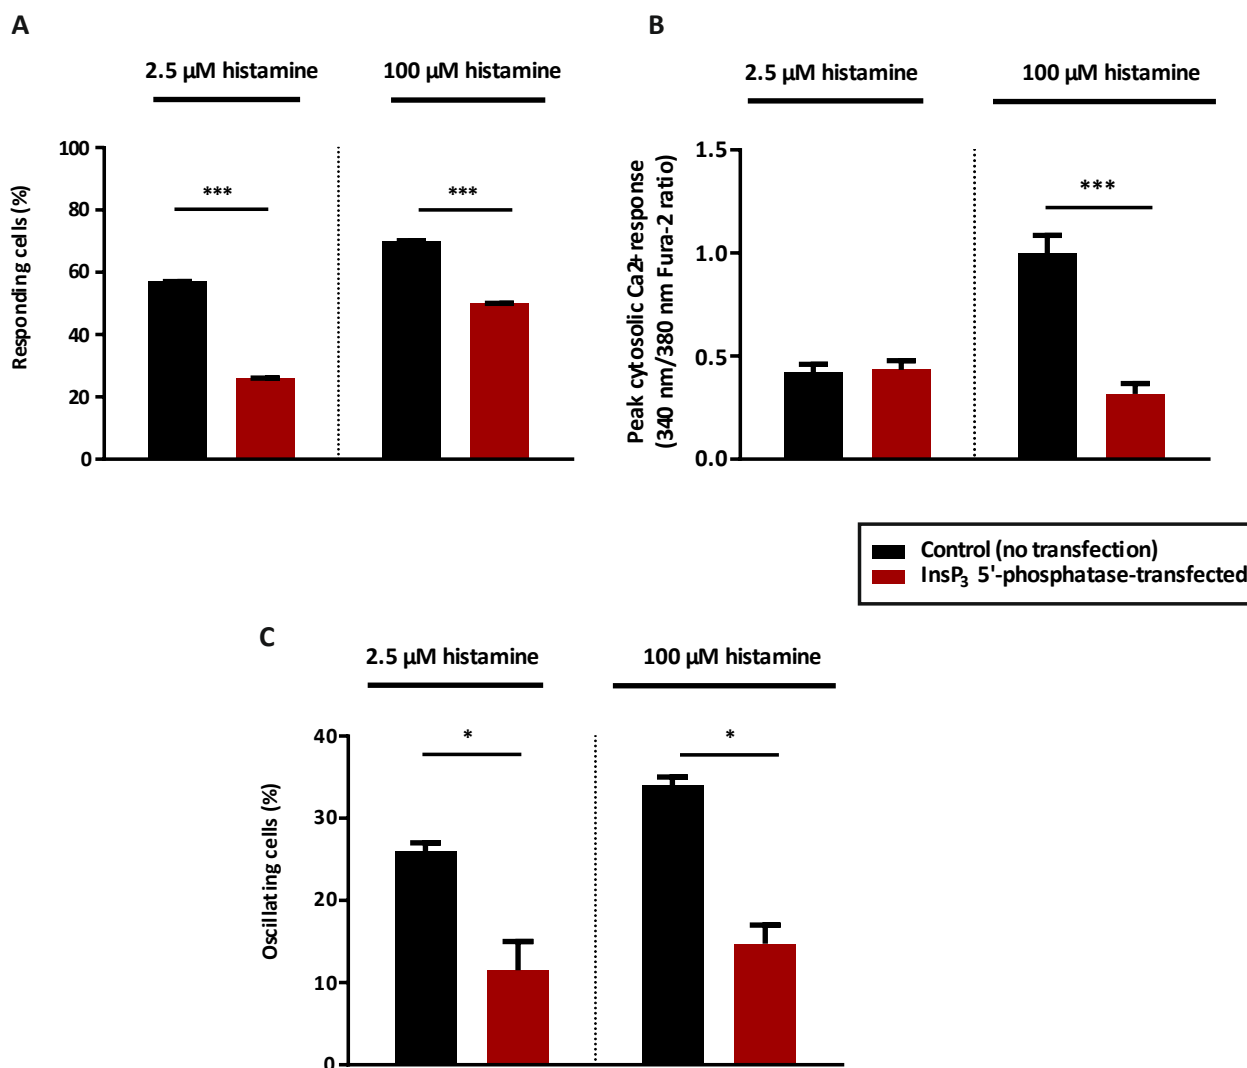 A
2.5 µM histamine
100 µM histamine
Responding cells (%)
100
80
60
40
20
0
***
***
B
2.5 µM histamine
100 µM histamine
Peak cytosolic Ca2+ response
(340 nm/380 nm Fura-2 ratio)
1.5
1.0
0.5
0.0
***
Control (no transfection)
InsP₃ 5'-phosphatase-transfected
C
2.5 µM histamine
100 µM histamine
Oscillating cells (%)
40
30
20
10
0
*
*